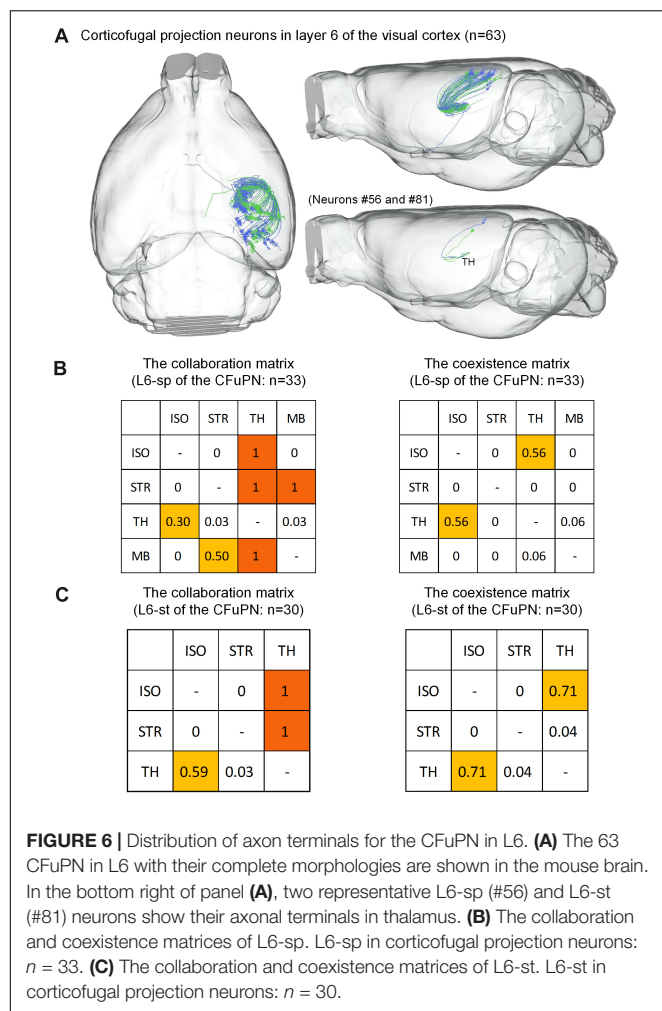 A Corticofugal projection neurons in layer 6 of the visual cortex (n=63)
(Neurons #56 and #81)
TH
B The collaboration matrix The coexistence matrix
(L6-sp of the CFuPN: n=33) (L6-sp of the CFuPN: n=33)
ISO STR TH MB ISO STR TH MB
ISO - 0 1 0 ISO - 0 0.56 0
STR 0 - 1 1 STR 0 - 0 0
TH 0.30 0.03 - 0.03 TH 0.56 0 - 0.06
MB 0 0.50 1 - MB 0 0 0.06 -
C The collaboration matrix The coexistence matrix
(L6-st of the CFuPN: n=30) (L6-st of the CFuPN: n=30)
ISO STR TH ISO STR TH
ISO - 0 1 ISO - 0 0.71
STR 0 - 1 STR 0 - 0.04
TH 0.59 0.03 - TH 0.71 0.04 -
FIGURE 6 | Distribution of axon terminals for the CFuPN in L6. (A) The 63
CFuPN in L6 with their complete morphologies are shown in the mouse brain.
In the bottom right of panel (A), two representative L6-sp (#56) and L6-st
(#81) neurons show their axonal terminals in thalamus. (B) The collaboration
and coexistence matrices of L6-sp. L6-sp in corticofugal projection neurons:
n = 33. (C) The collaboration and coexistence matrices of L6-st. L6-st in
corticofugal projection neurons: n = 30.